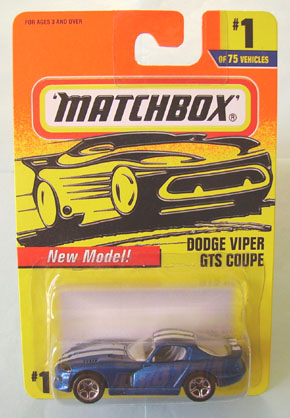 FOR AGES 3 AND OVER
#1
OF 75 VEHICLES
'MATCHBOX'®
New Model!
DODGE VIPER
GTS COUPE
#1